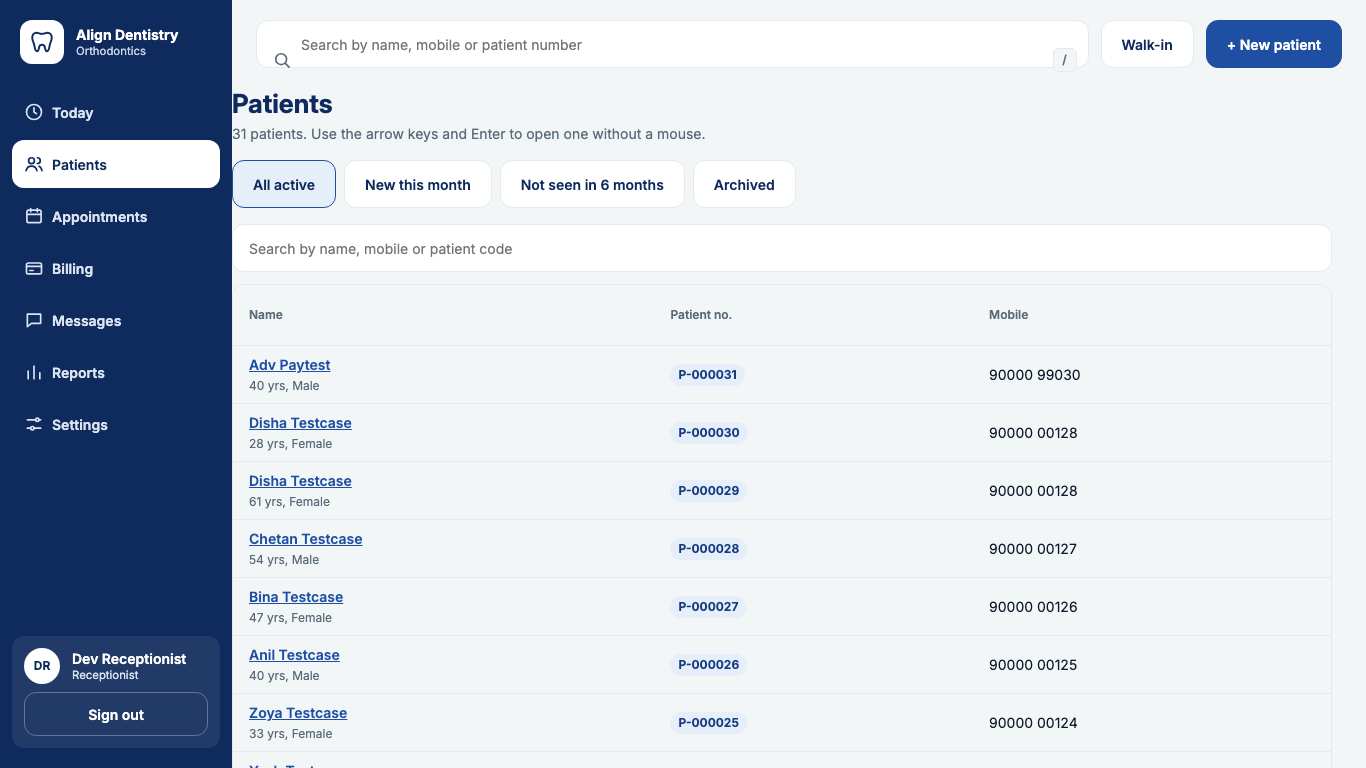 Align Dentistry
Orthodontics
Today
Patients
Appointments
Billing
Messages
Reports
Settings
DR
Dev Receptionist
Receptionist
Sign out
Search by name, mobile or patient number
/
Walk-in
+ New patient
Patients
31 patients. Use the arrow keys and Enter to open one without a mouse.
All active
New this month
Not seen in 6 months
Archived
Search by name, mobile or patient code
Name Patient no. Mobile
Adv Paytest
40 yrs, Male
P-000031
90000 99030
Disha Testcase
28 yrs, Female
P-000030
90000 00128
Disha Testcase
61 yrs, Female
P-000029
90000 00128
Chetan Testcase
54 yrs, Male
P-000028
90000 00127
Bina Testcase
47 yrs, Female
P-000027
90000 00126
Anil Testcase
40 yrs, Male
P-000026
90000 00125
Zoya Testcase
33 yrs, Female
P-000025
90000 00124